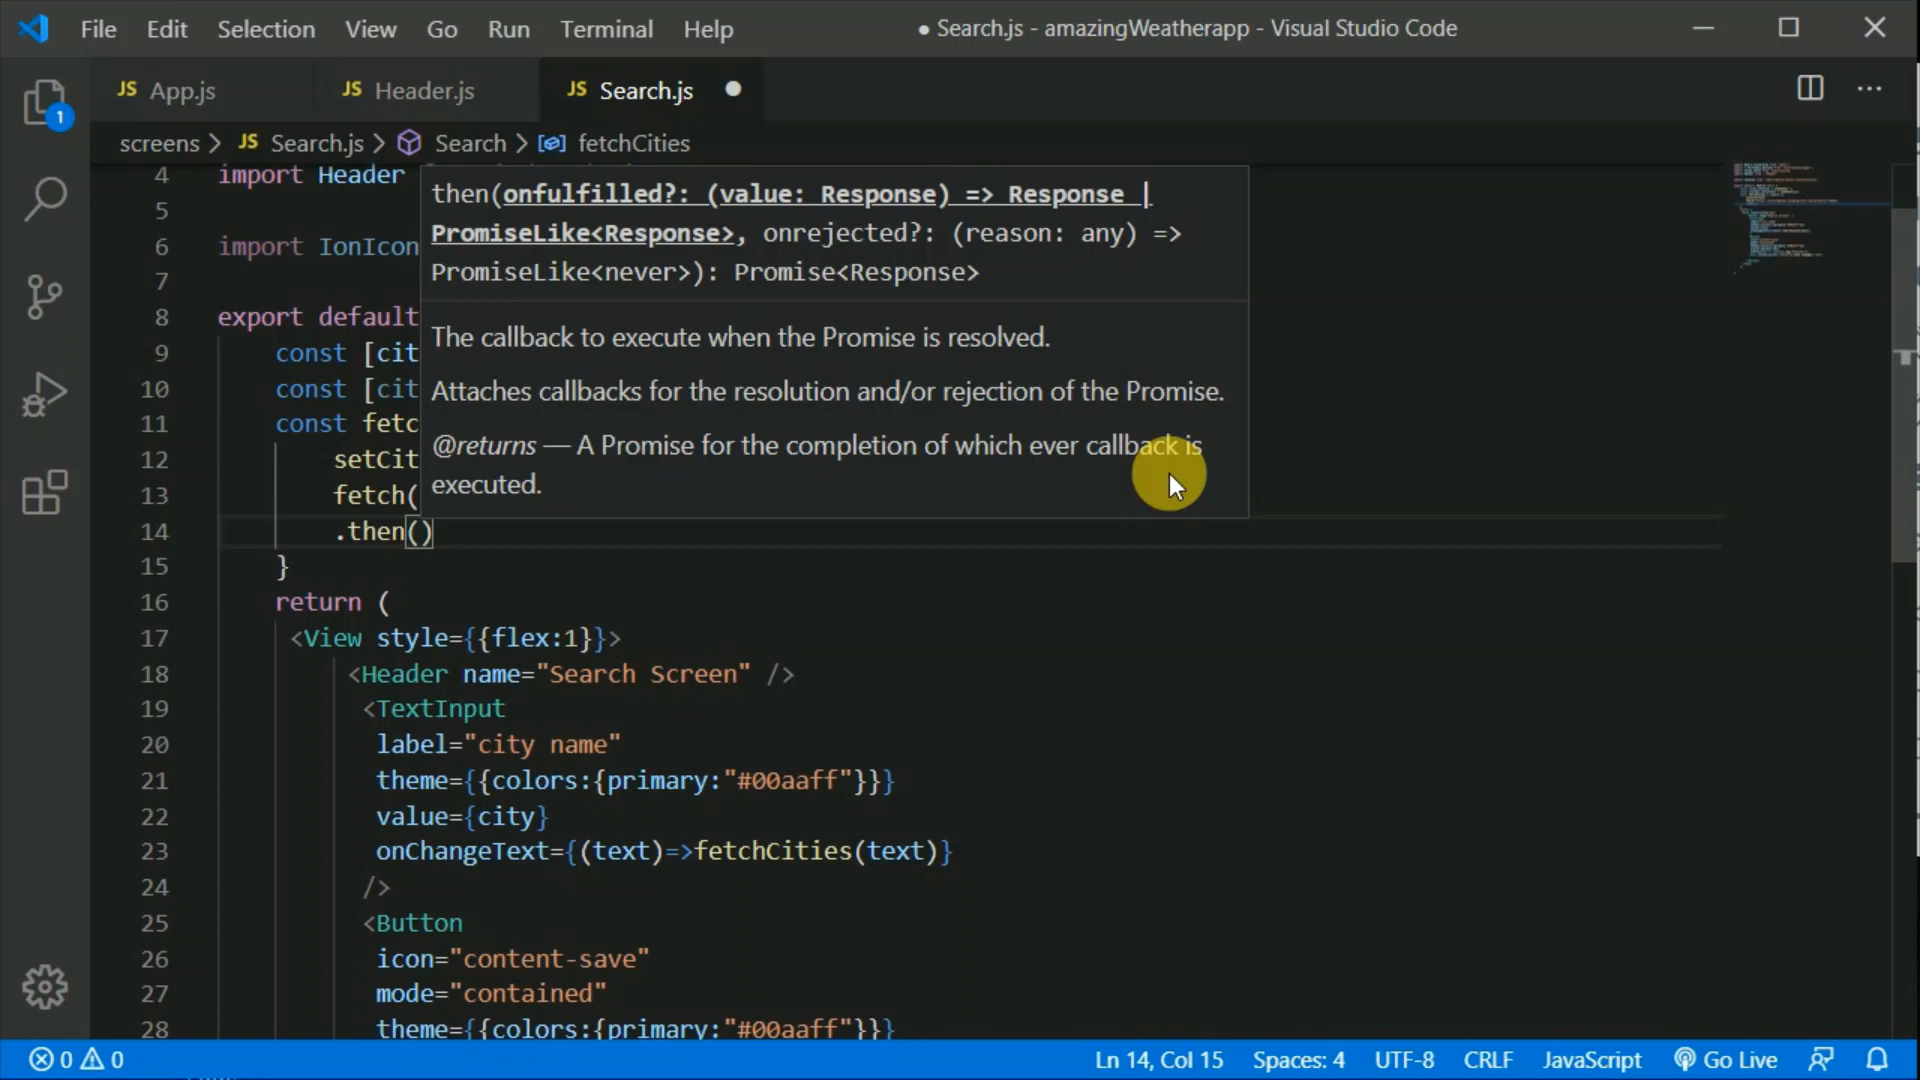 File Edit Selection View Go Run Terminal Help ● Search.js - amazingWeatherapp - Visual Studio Code
JS App.js JS Header.js JS Search.js
1
screens > JS Search.js > Search > fetchCities
4 import Header
5
6 import IonIcon
7
8 export default
9 const [cit
10 const [cit
11 const fetc
12 setCit
13 fetch(
14 .then()
then(onfulfilled?: (value: Response) => Response |
PromiseLike<Response>, onrejected?: (reason: any) =>
PromiseLike<never>): Promise<Response>
The callback to execute when the Promise is resolved.
Attaches callbacks for the resolution and/or rejection of the Promise.
@returns — A Promise for the completion of which ever callback is
executed.
15 }
16 return (
17 <View style={{flex:1}}>
18 <Header name="Search Screen" />
19 <TextInput
20 label="city name"
21 theme={{colors:{primary:"#00aaff"}}}
22 value={city}
23 onChangeText={(text)=>fetchCities(text)}
24 />
25 <Button
26 icon="content-save"
27 mode="contained"
28 theme={{colors:{primary:"#00aaff"}}}
0 0 Ln 14, Col 15 Spaces: 4 UTF-8 CRLF JavaScript Go Live